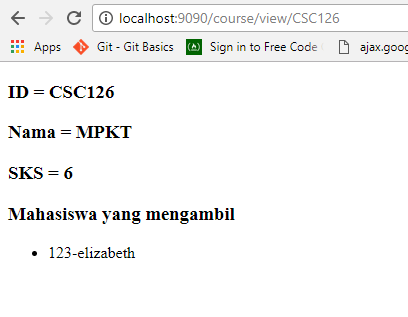 localhost:9090/course/view/CSC126
Apps Git - Git Basics Sign in to Free Code ajax.goog
ID = CSC126
Nama = MPKT
SKS = 6
Mahasiswa yang mengambil
123-elizabeth